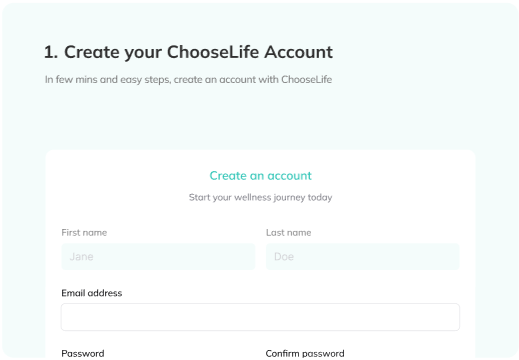 1. Create your ChooseLife Account
In few mins and easy steps, create an account with ChooseLife
Create an account
Start your wellness journey today
First name
Last name
Jane
Doe
Email address
Password
Confirm password